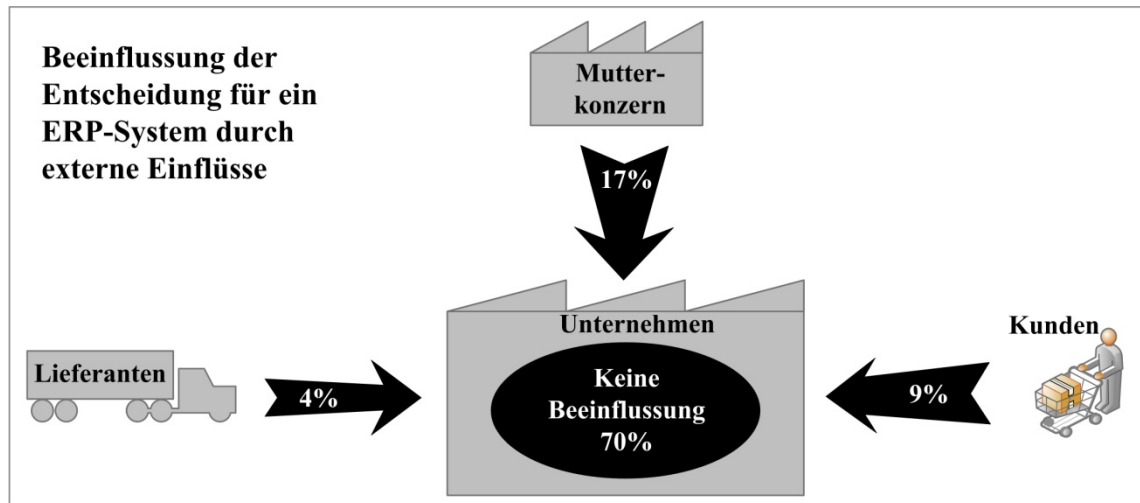 Beeinflussung der
Entscheidung für ein
ERP-System durch
externe Einflüsse
Mutter-
konzern
17%
Unternehmen
Kunden
Lieferanten
4%
Keine
Beeinflussung
70%
9%